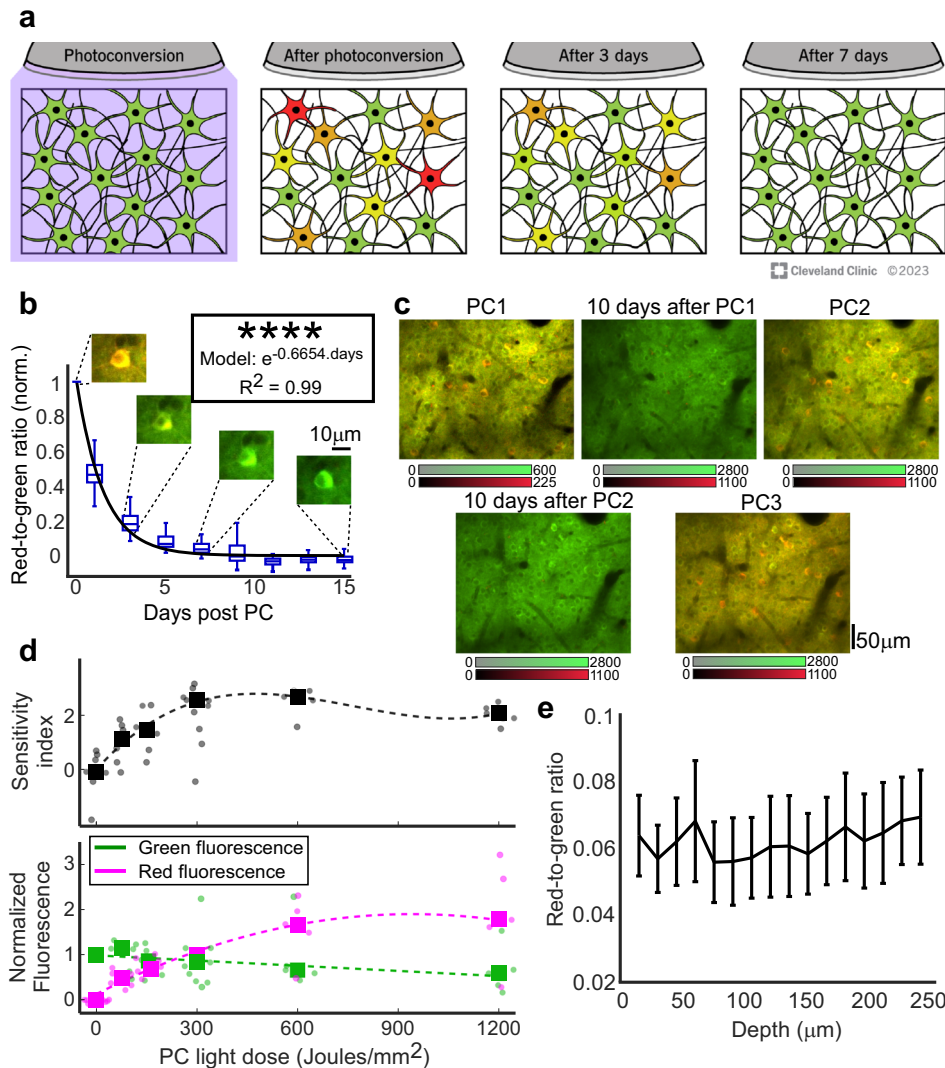 a
Photoconversion
After photoconversion
After 3 days
After 7 days
Cleveland Clinic ©2023
b
****
Model: e^-0.6654.days
R² = 0.99
Red-to-green ratio (norm.)
1
0.8
0.6
0.4
0.2
0
10μm
0 5 10 15
Days post PC
c
PC1
10 days after PC1
PC2
0 600
0 225
0 2800
0 1100
0 2800
0 1100
10 days after PC2
PC3
0 2800
0 1100
0 2800
0 1100
50μm
d
Sensitivity
index
2
0
Green fluorescence
Red fluorescence
Normalized
Fluorescence
3
2
1
0
0 300 600 900 1200
PC light dose (Joules/mm²)
e
Red-to-green ratio
0.1
0.08
0.06
0.04
0.02
0 50 100 150 200 250
Depth (μm)